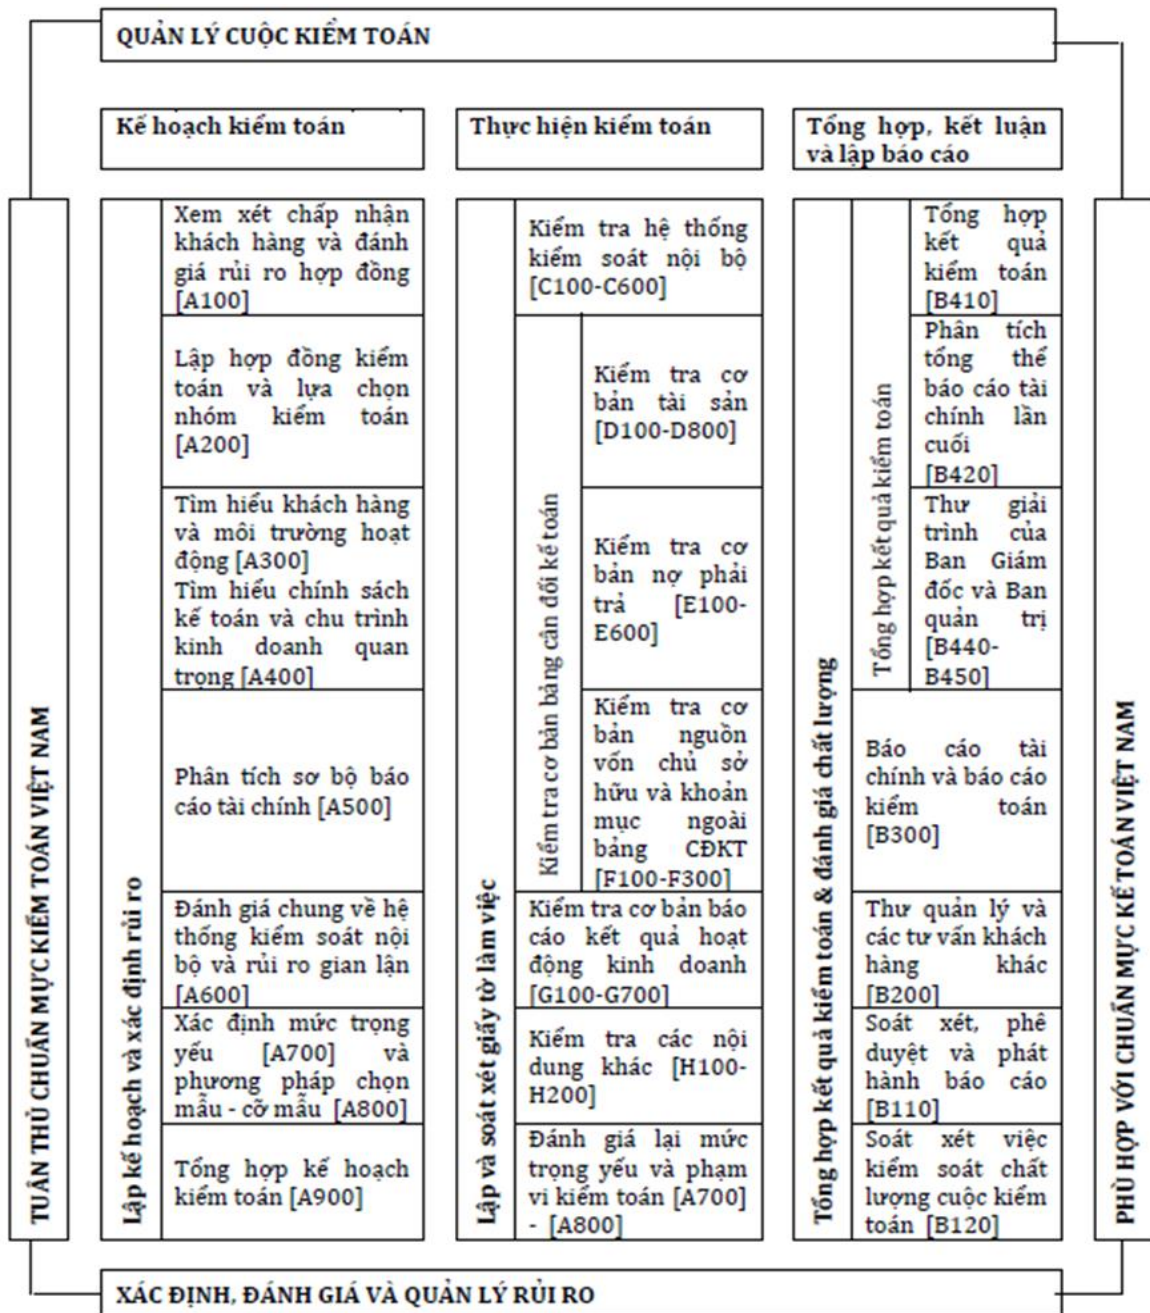 QUẢN LÝ CUỘC KIỂM TOÁN
Kế hoạch kiểm toán
Thực hiện kiểm toán
Tổng hợp, kết luận
và lập báo cáo
TUÂN THỦ CHUẨN MỰC KIỂM TOÁN VIỆT NAM
Lập kế hoạch và xác định rủi ro
Xem xét chấp nhận
khách hàng và đánh
giá rủi ro hợp đồng
[A100]
Lập hợp đồng kiểm
toán và lựa chọn
nhóm kiểm toán
[A200]
Tìm hiểu khách hàng
và môi trường hoạt
động [A300]
Tìm hiểu chính sách
kế toán và chu trình
kinh doanh quan
trọng [A400]
Phân tích sơ bộ báo
cáo tài chính [A500]
Đánh giá chung về hệ
thống kiểm soát nội
bộ và rủi ro gian lận
[A600]
Xác định mức trọng
yếu [A700] và
phương pháp chọn
mẫu - cỡ mẫu [A800]
Tổng hợp kế hoạch
kiểm toán [A900]
Lập và soát xét giấy tờ làm việc
Kiểm tra hệ thống
kiểm soát nội bộ
[C100-C600]
Kiểm tra cơ bản bảng cân đối kế toán
Kiểm tra cơ
bản tài sản
[D100-D800]
Kiểm tra cơ
bản nợ phải
trả [E100-
E600]
Kiểm tra cơ
bản nguồn
vốn chủ sở
hữu và khoản
mục ngoài
bảng CĐKT
[F100-F300]
Kiểm tra cơ bản báo
cáo kết quả hoạt
động kinh doanh
[G100-G700]
Kiểm tra các nội
dung khác [H100-
H200]
Đánh giá lại mức
trọng yếu và phạm
vi kiểm toán [A700]
- [A800]
Tổng hợp kết quả kiểm toán & đánh giá chất lượng
Tổng hợp kết quả kiểm toán
Tổng hợp
kết quả
kiểm toán
[B410]
Phân tích
tổng thể
báo cáo tài
chính lần
cuối
[B420]
Thư giải
trình của
Ban Giám
đốc và Ban
quản trị
[B440-
B450]
Báo cáo tài
chính và báo cáo
kiểm toán
[B300]
Thư quản lý và
các tư vấn khách
hàng khác
[B200]
Soát xét, phê
duyệt và phát
hành báo cáo
[B110]
Soát xét việc
kiểm soát chất
lượng cuộc kiểm
toán [B120]
PHÙ HỢP VỚI CHUẨN MỰC KẾ TOÁN VIỆT NAM
XÁC ĐỊNH, ĐÁNH GIÁ VÀ QUẢN LÝ RỦI RO